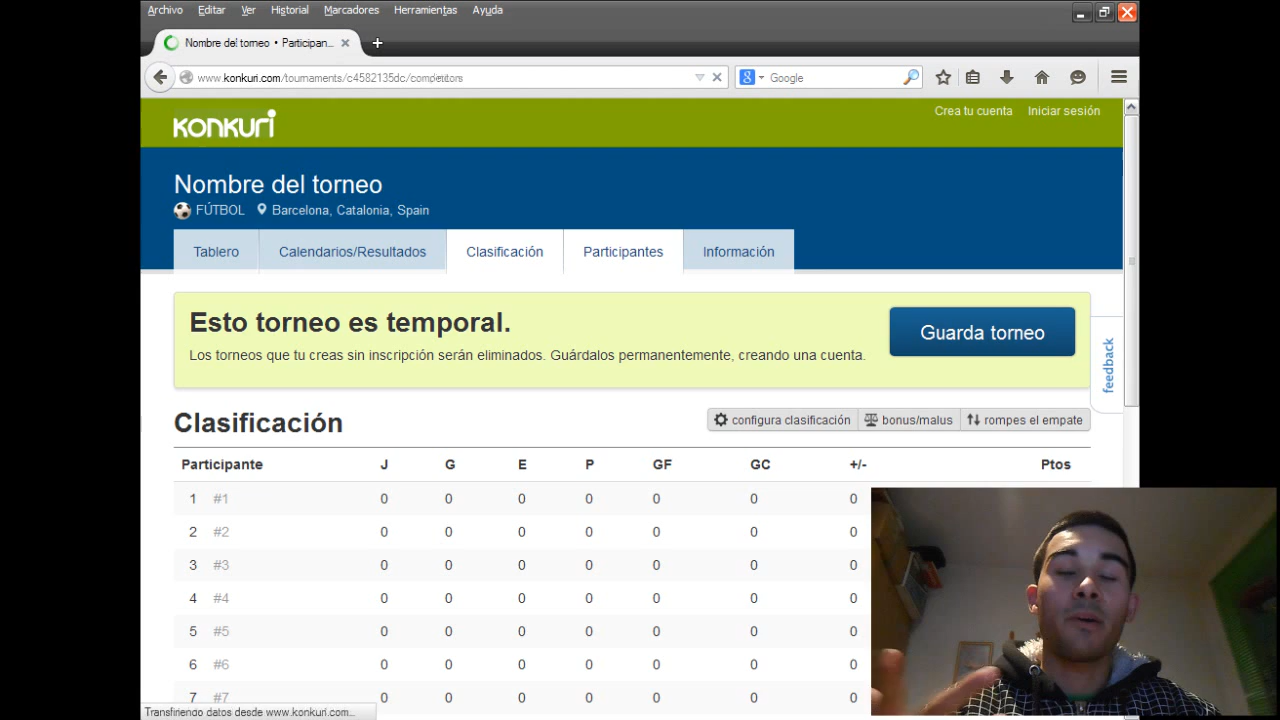 Archivo Editar Ver Historial Marcadores Herramientas Ayuda
Nombre del torneo • Participan...
www.konkuri.com/tournaments/c4582135dc/competitors
Google
Crea tu cuenta Iniciar sesión
KONKURI
Nombre del torneo
FÚTBOL Barcelona, Catalonia, Spain
Tablero Calendarios/Resultados Clasificación Participantes Información
Esto torneo es temporal.
Los torneos que tu creas sin inscripción serán eliminados. Guárdalos permanentemente, creando una cuenta.
Guarda torneo
feedback
Clasificación
configura clasificación bonus/malus rompes el empate
Participante J G E P GF GC +/- Ptos
1 #1 0 0 0 0 0 0 0
2 #2 0 0 0 0 0 0 0
3 #3 0 0 0 0 0 0 0
4 #4 0 0 0 0 0 0 0
5 #5 0 0 0 0 0 0 0
6 #6 0 0 0 0 0 0 0
7 #7 0 0 0 0 0 0 0
Transfiriendo datos desde www.konkuri.com...